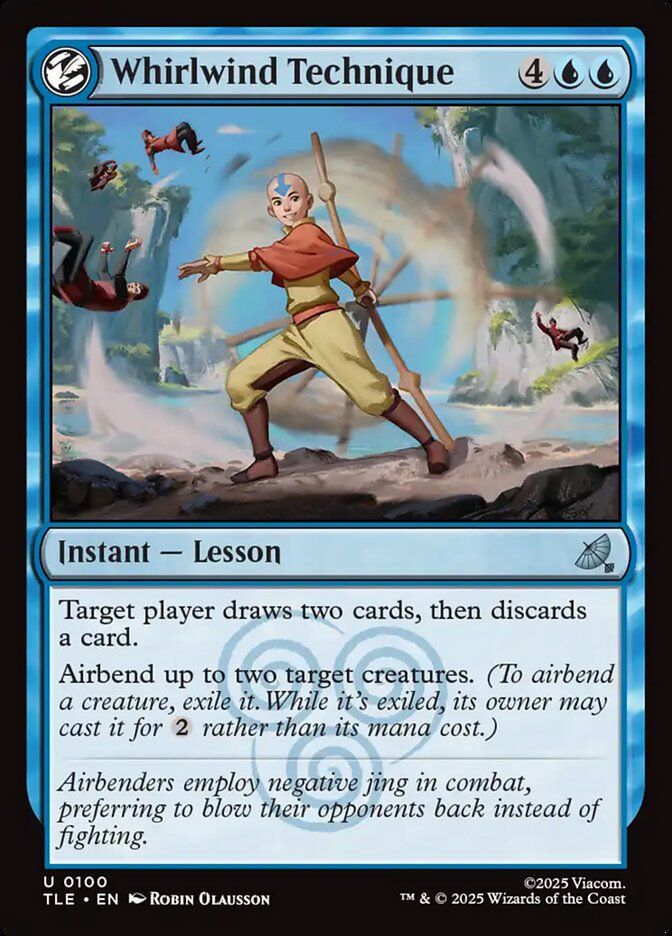 Whirlwind Technique 4
Instant — Lesson
Target player draws two cards, then discards
a card.
Airbend up to two target creatures. (To airbend
a creature, exile it. While it's exiled, its owner may
cast it for 2 rather than its mana cost.)
Airbenders employ negative jing in combat,
preferring to blow their opponents back instead of
fighting.
U 0100
TLE • EN Robin Olausson
©2025 Viacom.
™ & © 2025 Wizards of the Coast